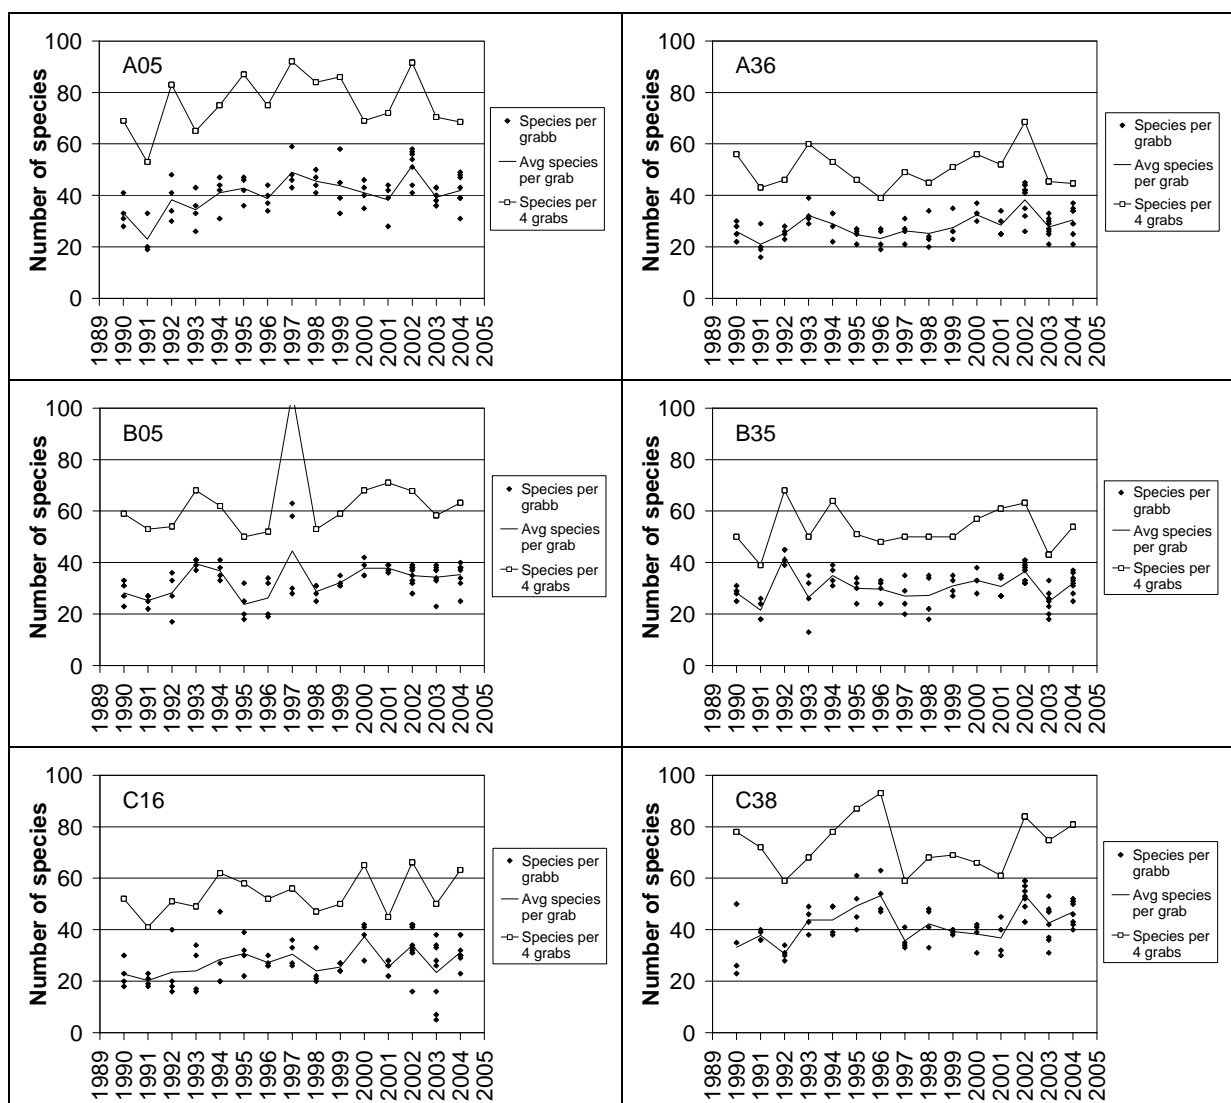 A05
Number of species
100
80
60
40
20
0
1989 1990 1991 1992 1993 1994 1995 1996 1997 1998 1999 2000 2001 2002 2003 2004 2005
Species per
grabb
Avg species
per grab
Species per
4 grabs
A36
Number of species
100
80
60
40
20
0
1989 1990 1991 1992 1993 1994 1995 1996 1997 1998 1999 2000 2001 2002 2003 2004 2005
Species per
grabb
Avg species
per grab
Species per
4 grabs
B05
Number of species
100
80
60
40
20
0
1989 1990 1991 1992 1993 1994 1995 1996 1997 1998 1999 2000 2001 2002 2003 2004 2005
Species per
grabb
Avg species
per grab
Species per
4 grabs
B35
Number of species
100
80
60
40
20
0
1989 1990 1991 1992 1993 1994 1995 1996 1997 1998 1999 2000 2001 2002 2003 2004 2005
Species per
grabb
Avg species
per grab
Species per
4 grabs
C16
Number of species
100
80
60
40
20
0
1989 1990 1991 1992 1993 1994 1995 1996 1997 1998 1999 2000 2001 2002 2003 2004 2005
Species per
grabb
Avg species
per grab
Species per
4 grabs
C38
Number of species
100
80
60
40
20
0
1989 1990 1991 1992 1993 1994 1995 1996 1997 1998 1999 2000 2001 2002 2003 2004 2005
Species per
grabb
Avg species
per grab
Species per
4 grabs